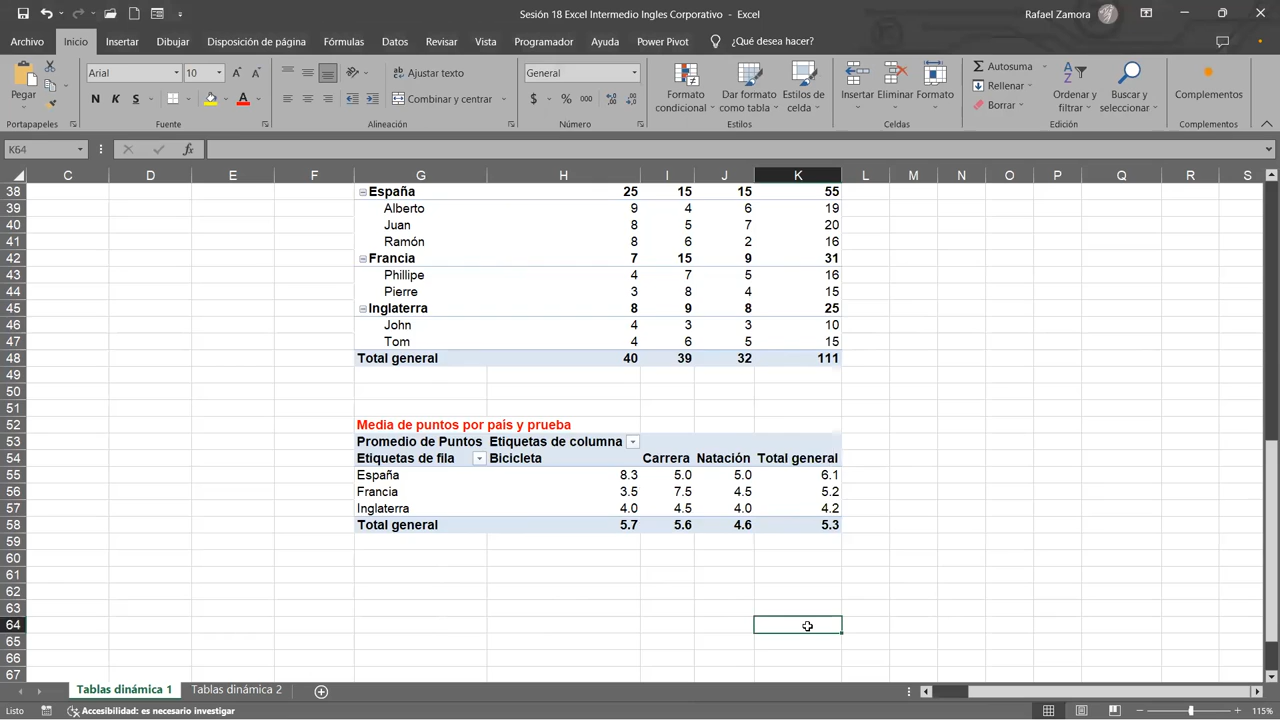 Sesión 18 Excel Intermedio Ingles Corporativo - Excel
Rafael Zamora
Archivo Inicio Insertar Dibujar Disposición de página Fórmulas Datos Revisar Vista Programador Ayuda Power Pivot ¿Qué desea hacer?
Pegar
Portapapeles
Arial 10
N K S
Fuente
Ajustar texto
Combinar y centrar
Alineación
General
$ % 000
Número
Formato condicional
Dar formato como tabla
Estilos de celda
Estilos
Insertar Eliminar Formato
Celdas
Autosuma
Rellenar
Borrar
Ordenar y filtrar
Buscar y seleccionar
Edición
Complementos
Complementos
K64 fx
C D E F G H I J K L M N O P Q R S
38 España 25 15 15 55
39 Alberto 9 4 6 19
40 Juan 8 5 7 20
41 Ramón 8 6 2 16
42 Francia 7 15 9 31
43 Phillipe 4 7 5 16
44 Pierre 3 8 4 15
45 Inglaterra 8 9 8 25
46 John 4 3 3 10
47 Tom 4 6 5 15
48 Total general 40 39 32 111
49
50
51
52 Media de puntos por país y prueba
53 Promedio de Puntos Etiquetas de columna
54 Etiquetas de fila Bicicleta Carrera Natación Total general
55 España 8.3 5.0 5.0 6.1
56 Francia 3.5 7.5 4.5 5.2
57 Inglaterra 4.0 4.5 4.0 4.2
58 Total general 5.7 5.6 4.6 5.3
59
60
61
62
63
64
65
66
67
Tablas dinámica 1 Tablas dinámica 2
Listo Accesibilidad: es necesario investigar 115%